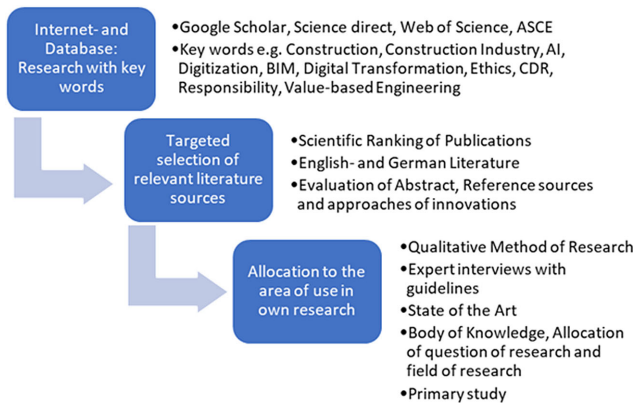 Internet- and
Database:
Research with key
words
•Google Scholar, Science direct, Web of Science, ASCE
•Key words e.g. Construction, Construction Industry, AI,
Digitization, BIM, Digital Transformation, Ethics, CDR,
Responsibility, Value-based Engineering
Targeted
selection of
relevant literature
sources
•Scientific Ranking of Publications
•English- and German Literature
•Evaluation of Abstract, Reference sources
and approaches of innovations
Allocation to the
area of use in
own research
•Qualitative Method of Research
•Expert interviews with
guidelines
•State of the Art
•Body of Knowledge, Allocation
of question of research and
field of research
•Primary study